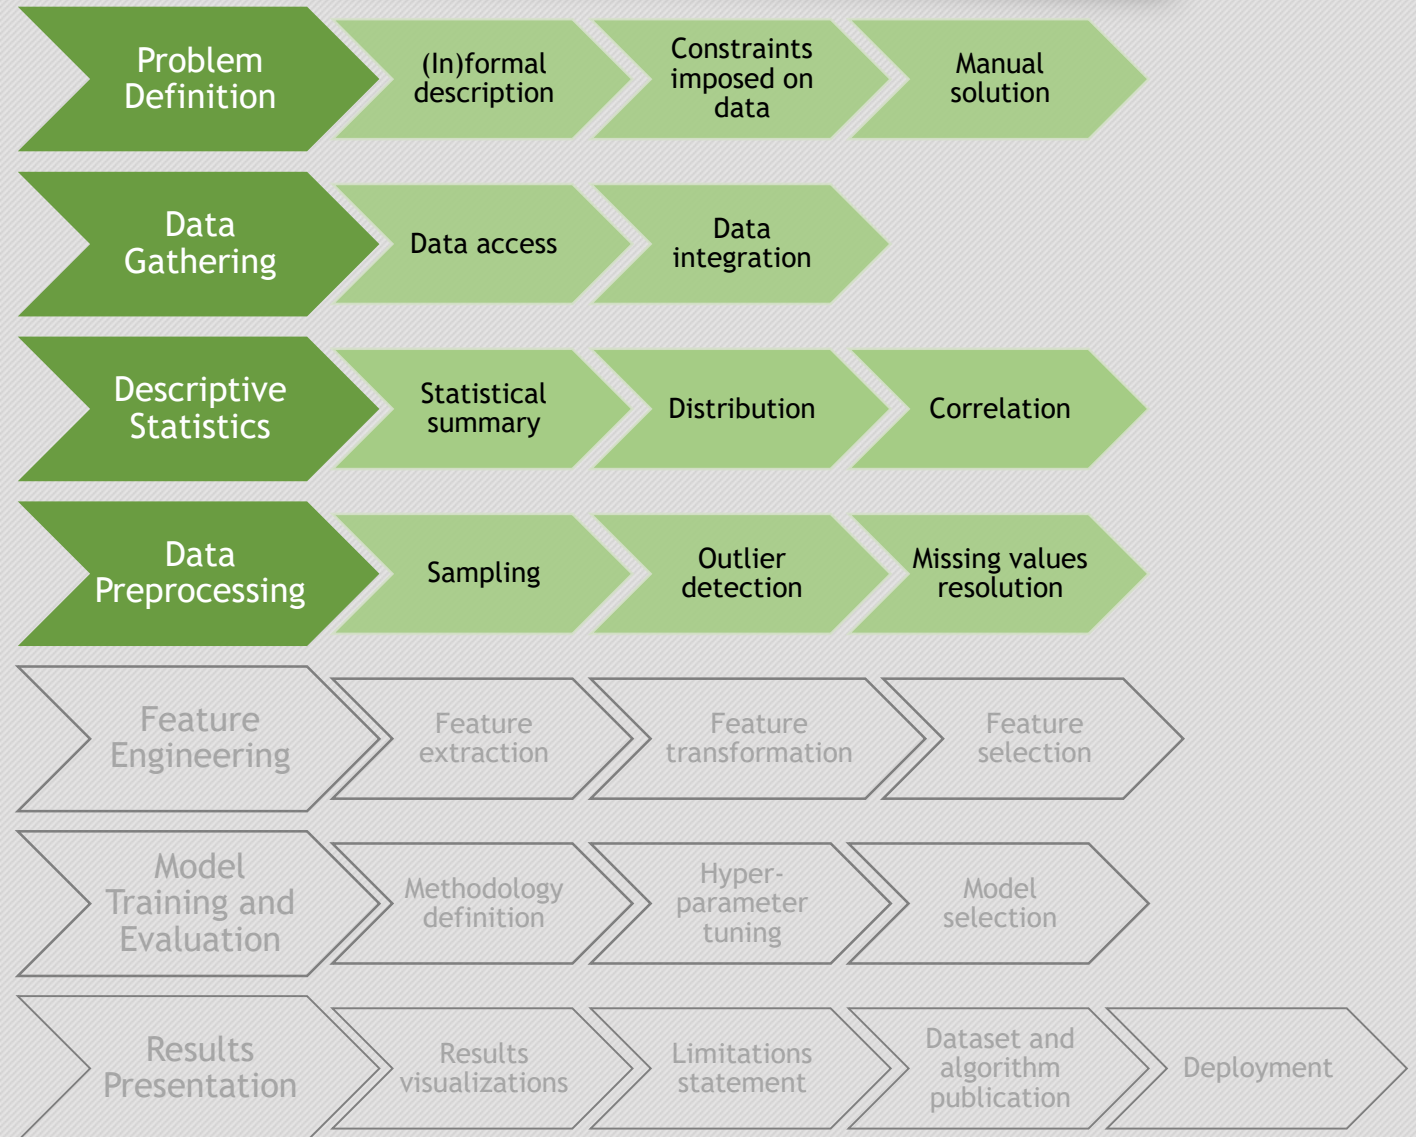 Problem
Definition
(In)formal
description
Constraints
imposed on
data
Manual
solution
Data
Gathering
Data access
Data
integration
Descriptive
Statistics
Statistical
summary
Distribution
Correlation
Data
Preprocessing
Sampling
Outlier
detection
Missing values
resolution
Feature
Engineering
Feature
extraction
Feature
transformation
Feature
selection
Model
Training and
Evaluation
Methodology
definition
Hyper-
parameter
tuning
Model
selection
Results
Presentation
Results
visualizations
Limitations
statement
Dataset and
algorithm
publication
Deployment